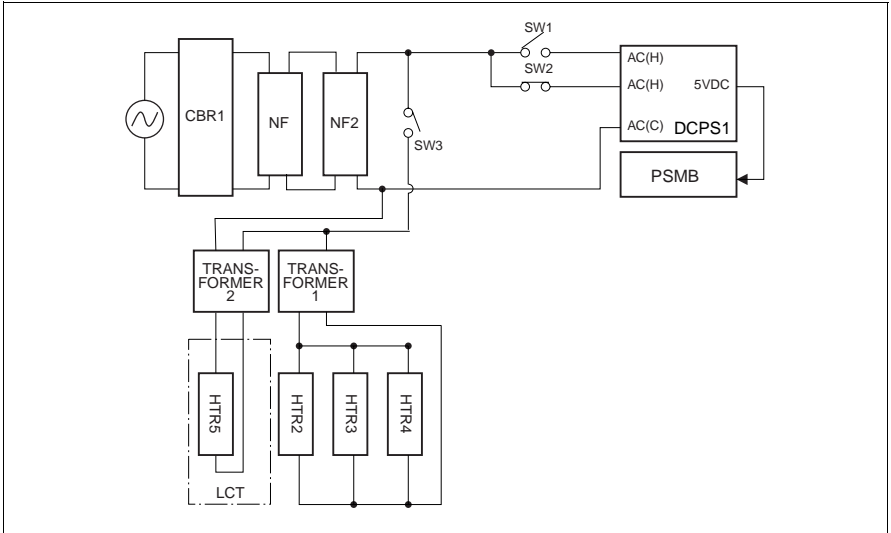 SW1
AC(H)
SW2
CBR1
NF
NF2
AC(H)
5VDC
AC(C)
DCPS1
SW3
PSMB
TRANS-
FORMER
2
TRANS-
FORMER
1
HTR5
HTR2
HTR3
HTR4
LCT